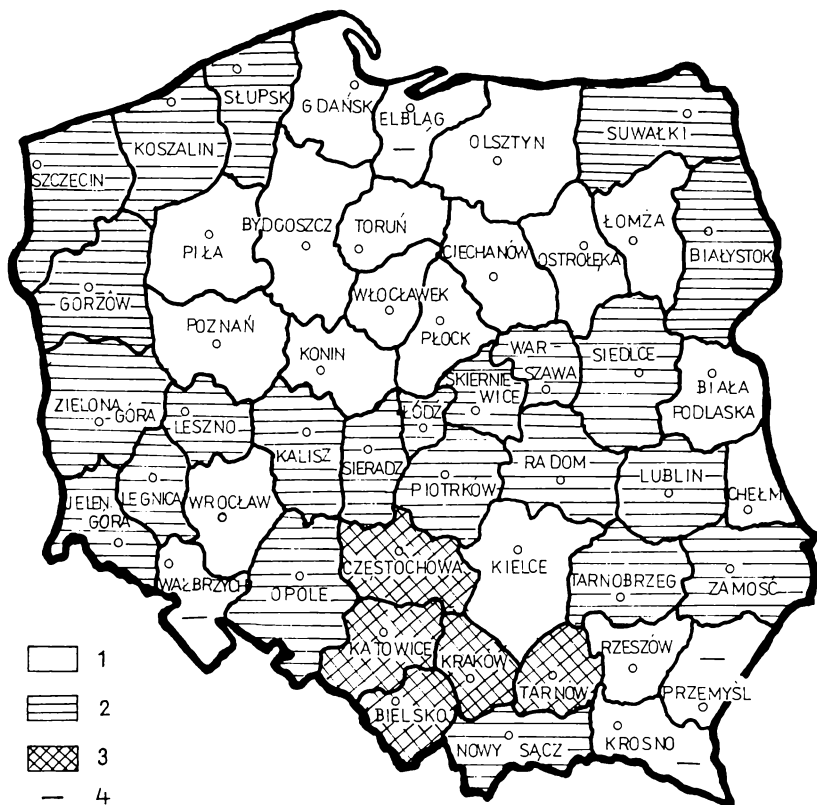 SŁUPSK
GDAŃSK
ELBLĄG
KOSZALIN
OLSZTYN
SUWAŁKI
SZCZECIN
BYDGOSZCZ
TORUŃ
PIŁA
CIECHANÓW
OSTROŁĘKA
ŁOMŻA
BIAŁYSTOK
GORZÓW
WŁOCŁAWEK
POZNAŃ
PŁOCK
KONIN
WAR
SZAWA
SIEDLCE
SKIERNIE
WICE
BIAŁA
PODLASKA
ZIELONA
GÓRA
LESZNO
ŁÓDŹ
KALISZ
SIERADZ
RADOM
LUBLIN
PIOTRKÓW
JELEN
GÓRA
LEGNICA
WROCŁAW
CHEŁM
CZĘSTOCHOWA
KIELCE
WAŁBRZYCH
OPOLE
TARNOBRZEG
ZAMOŚĆ
KATOWICE
KRAKÓW
RZESZÓW
TARNÓW
PRZEMYŚL
BIELSKO
NOWY SĄCZ
KROSNO
1
2
3
4